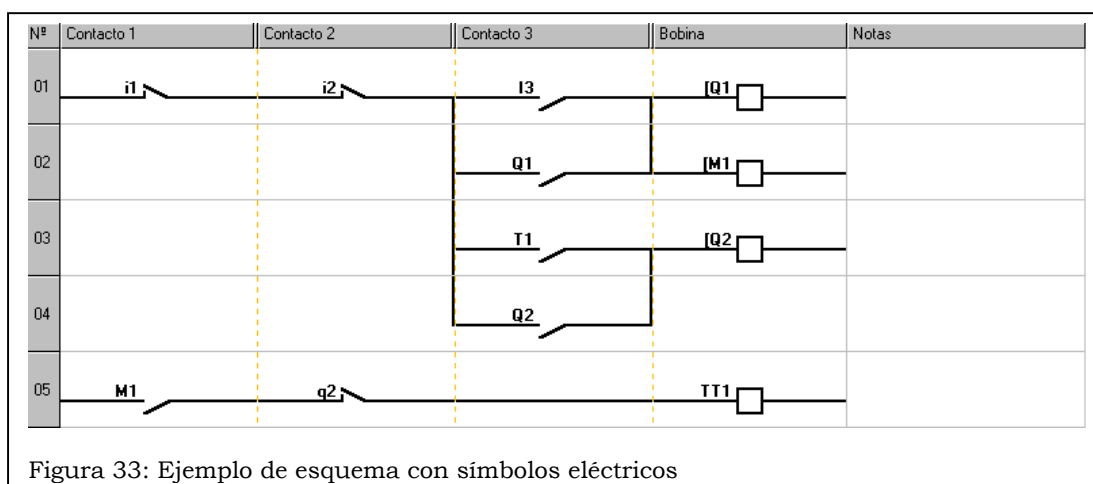 Nº Contacto 1 Contacto 2 Contacto 3 Bobina Notas
01 i1 i2 I3 [Q1
02 Q1 [M1
03 T1 [Q2
04 Q2
05 M1 q2 TT1
Figura 33: Ejemplo de esquema con símbolos eléctricos